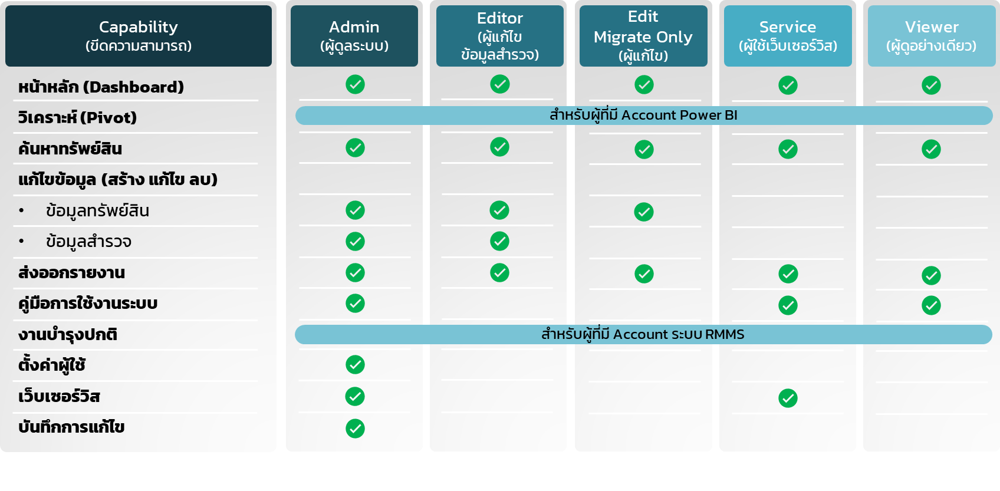 Capability
(ขีดความสามารถ)
Admin
(ผู้ดูลระบบ)
Editor
(ผู้แก้ไข
ข้อมูลสำรวจ)
Edit
Migrate Only
(ผู้แก้ไข)
Service
(ผู้ใช้เว็บเซอร์วิส)
Viewer
(ผู้ดูอย่างเดียว)
หน้าหลัก (Dashboard)
วิเคราะห์ (Pivot)
สำหรับผู้ที่มี Account Power BI
ค้นหาทรัพย์สิน
แก้ไขข้อมูล (สร้าง แก้ไข ลบ)
• ข้อมูลทรัพย์สิน
• ข้อมูลสำรวจ
ส่งออกรายงาน
คู่มือการใช้งานระบบ
งานบำรุงปกติ
สำหรับผู้ที่มี Account ระบบ RMMS
ตั้งค่าผู้ใช้
เว็บเซอร์วิส
บันทึกการแก้ไข